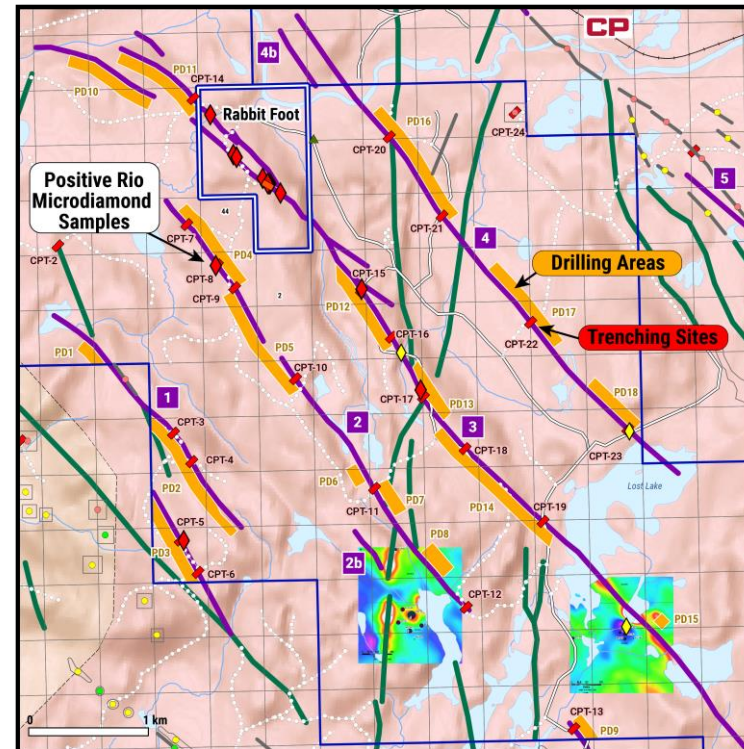 CP
4b
PD11
CPT-14
PD10
Rabbit Foot
PD16
CPT-24
CPT-20
5
Positive Rio
Microdiamond
Samples
44
CPT-7
CPT-21
4
CPT-2
PD4
CPT-8
CPT-15
Drilling Areas
CPT-9
2
PD12
PD17
CPT-16
CPT-22
Trenching Sites
PD1
PD5
CPT-10
PD18
CPT-17
PD13
1
CPT-3
2
3
CPT-18
CPT-23
CPT-4
PD6
Lost Lake
PD2
CPT-11
PD7
PD14
CPT-19
CPT-5
PD8
PD3
2b
CPT-6
CPT-12
PD15
CPT-13
PD9
0
1 km